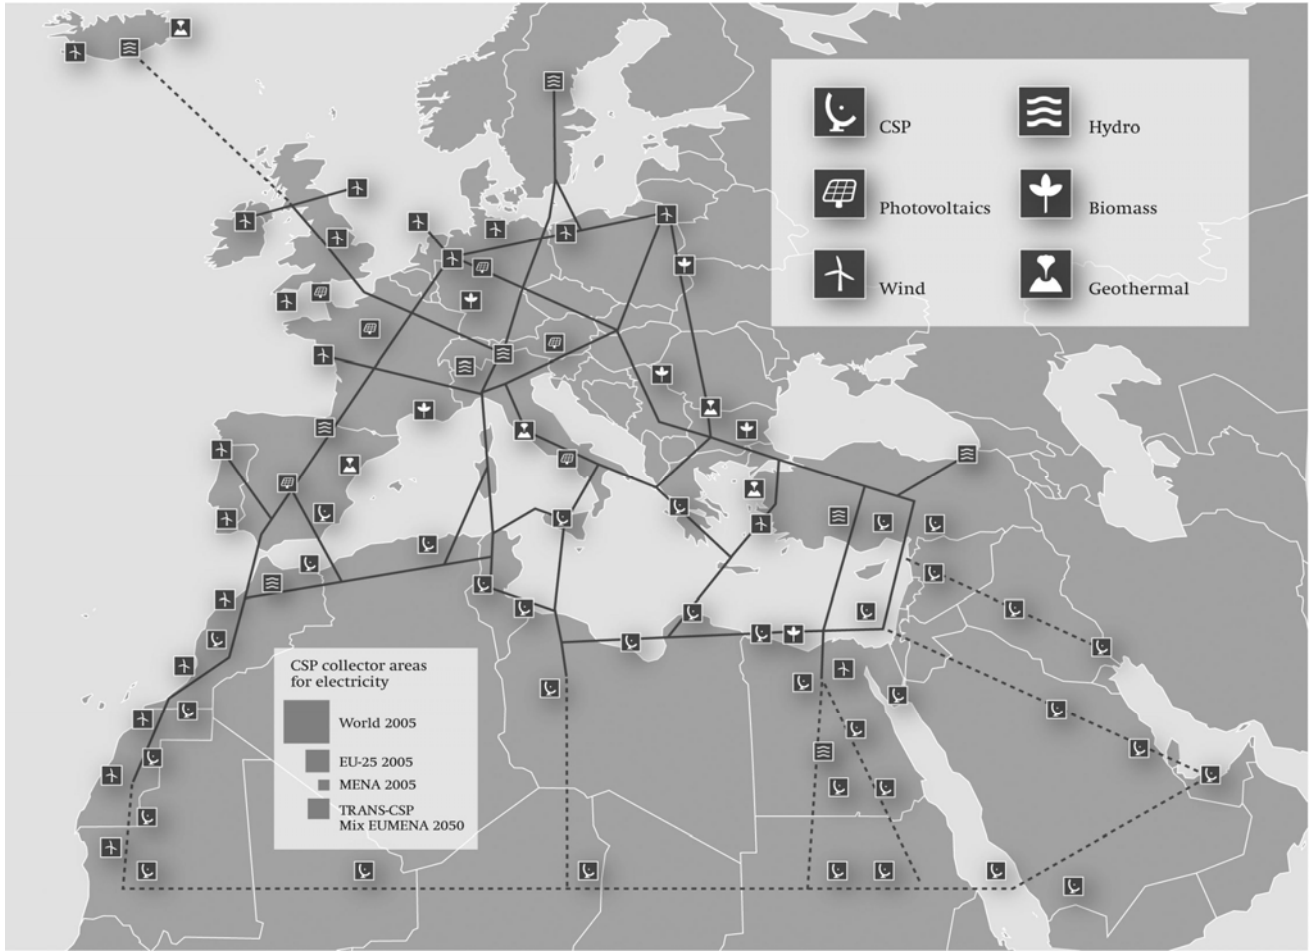 CSP
Hydro
Photovoltaics
Biomass
Wind
Geothermal
CSP collector areas
for electricity
World 2005
EU-25 2005
MENA 2005
TRANS-CSP
Mix EUMENA 2050